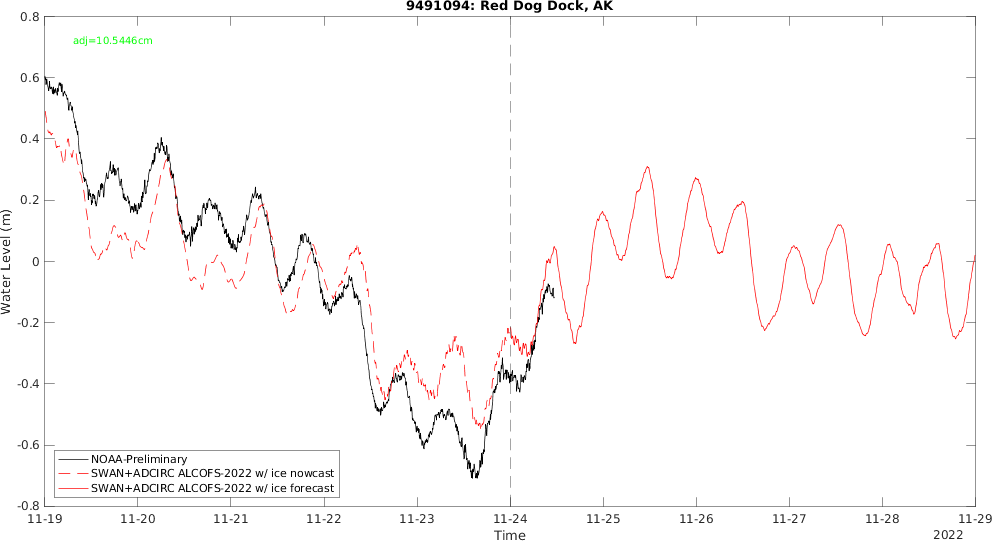 9491094: Red Dog Dock, AK
adj=10.5446cm
Water Level (m)
0.8
0.6
0.4
0.2
0
-0.2
-0.4
-0.6
-0.8
NOAA-Preliminary
SWAN+ADCIRC ALCOFS-2022 w/ ice nowcast
SWAN+ADCIRC ALCOFS-2022 w/ ice forecast
11-19 11-20 11-21 11-22 11-23 11-24 11-25 11-26 11-27 11-28 11-29
Time
2022